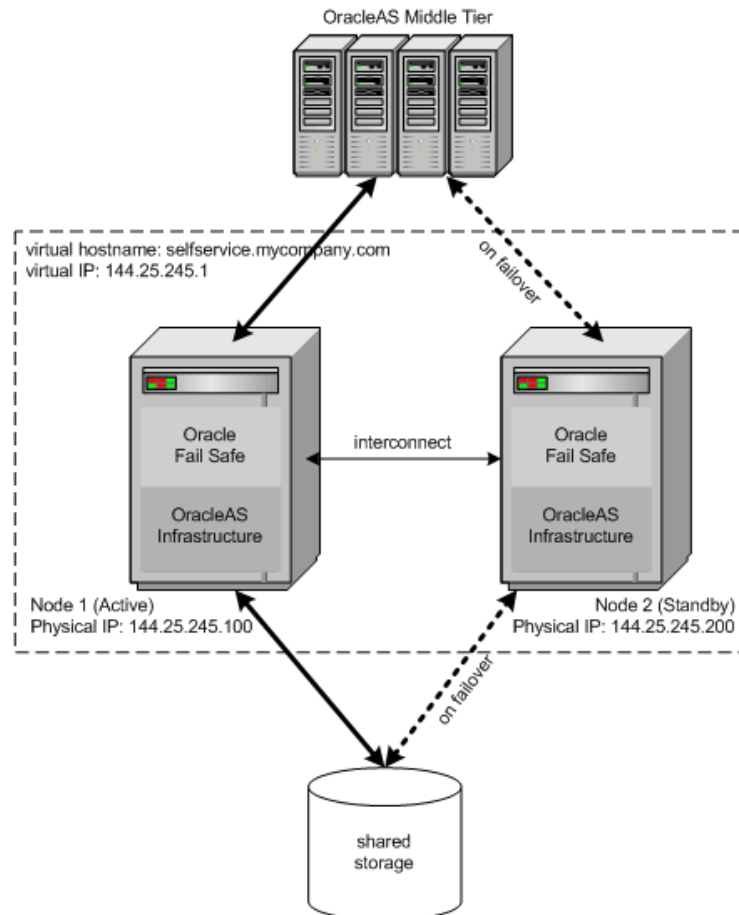 OracleAS Middle Tier
virtual hostname: selfservice.mycompany.com
virtual IP: 144.25.245.1
on failover
Oracle
Fail Safe
interconnect
Oracle
Fail Safe
OracleAS
Infrastructure
OracleAS
Infrastructure
Node 1 (Active)
Physical IP: 144.25.245.100
Node 2 (Standby)
Physical IP: 144.25.245.200
on failover
shared
storage